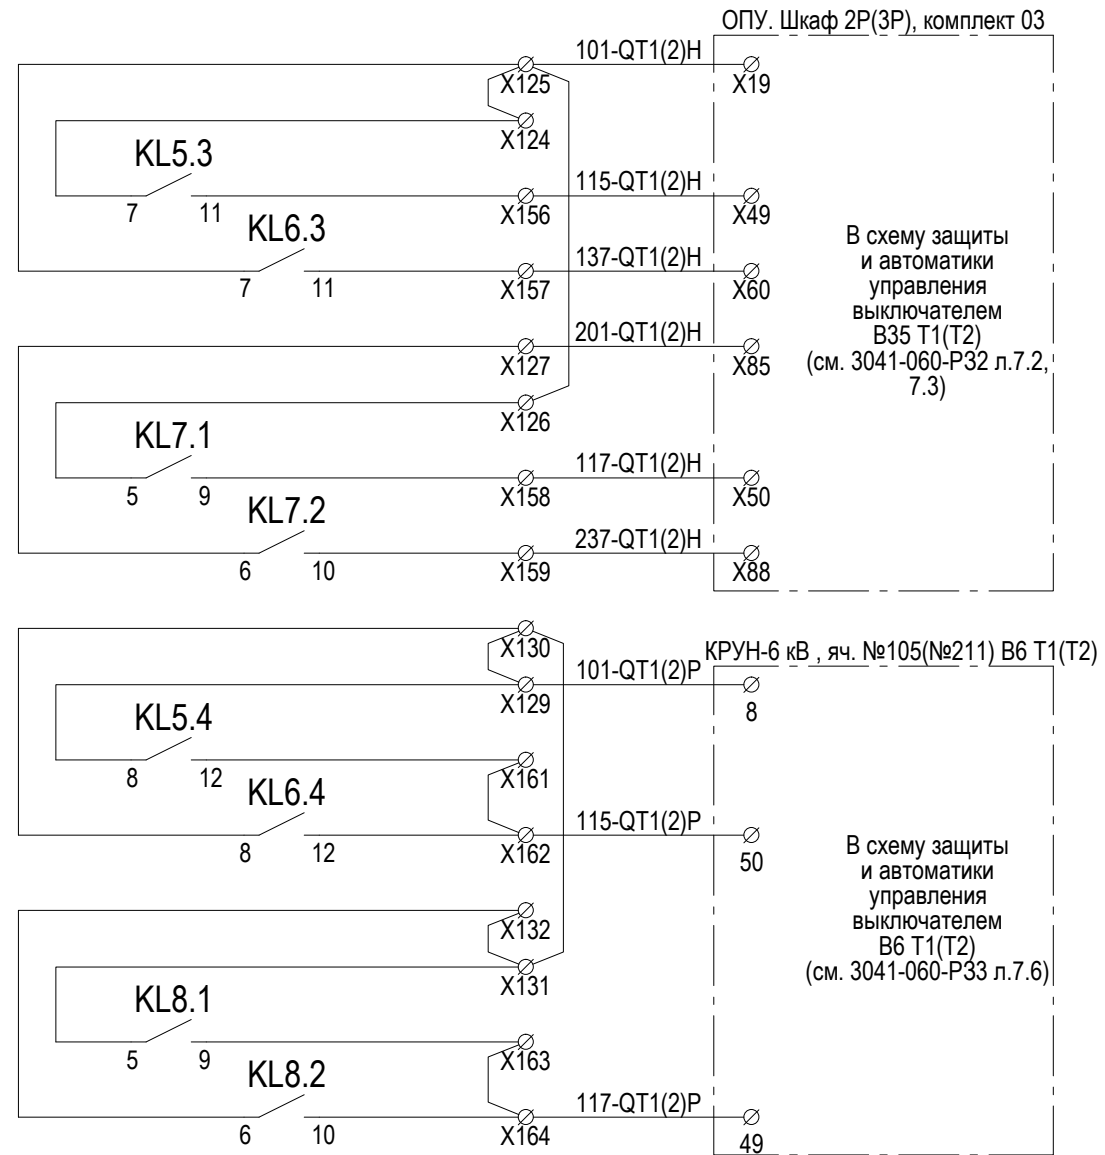 ОПУ. Шкаф 2Р(3Р), комплект 03
101-QT1(2)Н
X125
X19
X124
KL5.3
7
11
115-QT1(2)Н
X156
X49
KL6.3
7
11
137-QT1(2)Н
X157
X60
В схему защиты
и автоматики
управления
выключателем
В35 Т1(Т2)
(см. 3041-060-РЗ2 л.7.2,
7.3)
201-QT1(2)Н
X127
X85
X126
KL7.1
5
9
117-QT1(2)Н
X158
X50
KL7.2
6
10
237-QT1(2)Н
X159
X88
X130
КРУН-6 кВ , яч. №105(№211) В6 Т1(Т2)
101-QT1(2)Р
X129
8
KL5.4
8
12
X161
KL6.4
8
12
115-QT1(2)Р
X162
50
В схему защиты
и автоматики
управления
выключателем
В6 Т1(Т2)
(см. 3041-060-РЗ3 л.7.6)
X132
X131
KL8.1
5
9
X163
KL8.2
6
10
117-QT1(2)Р
X164
49